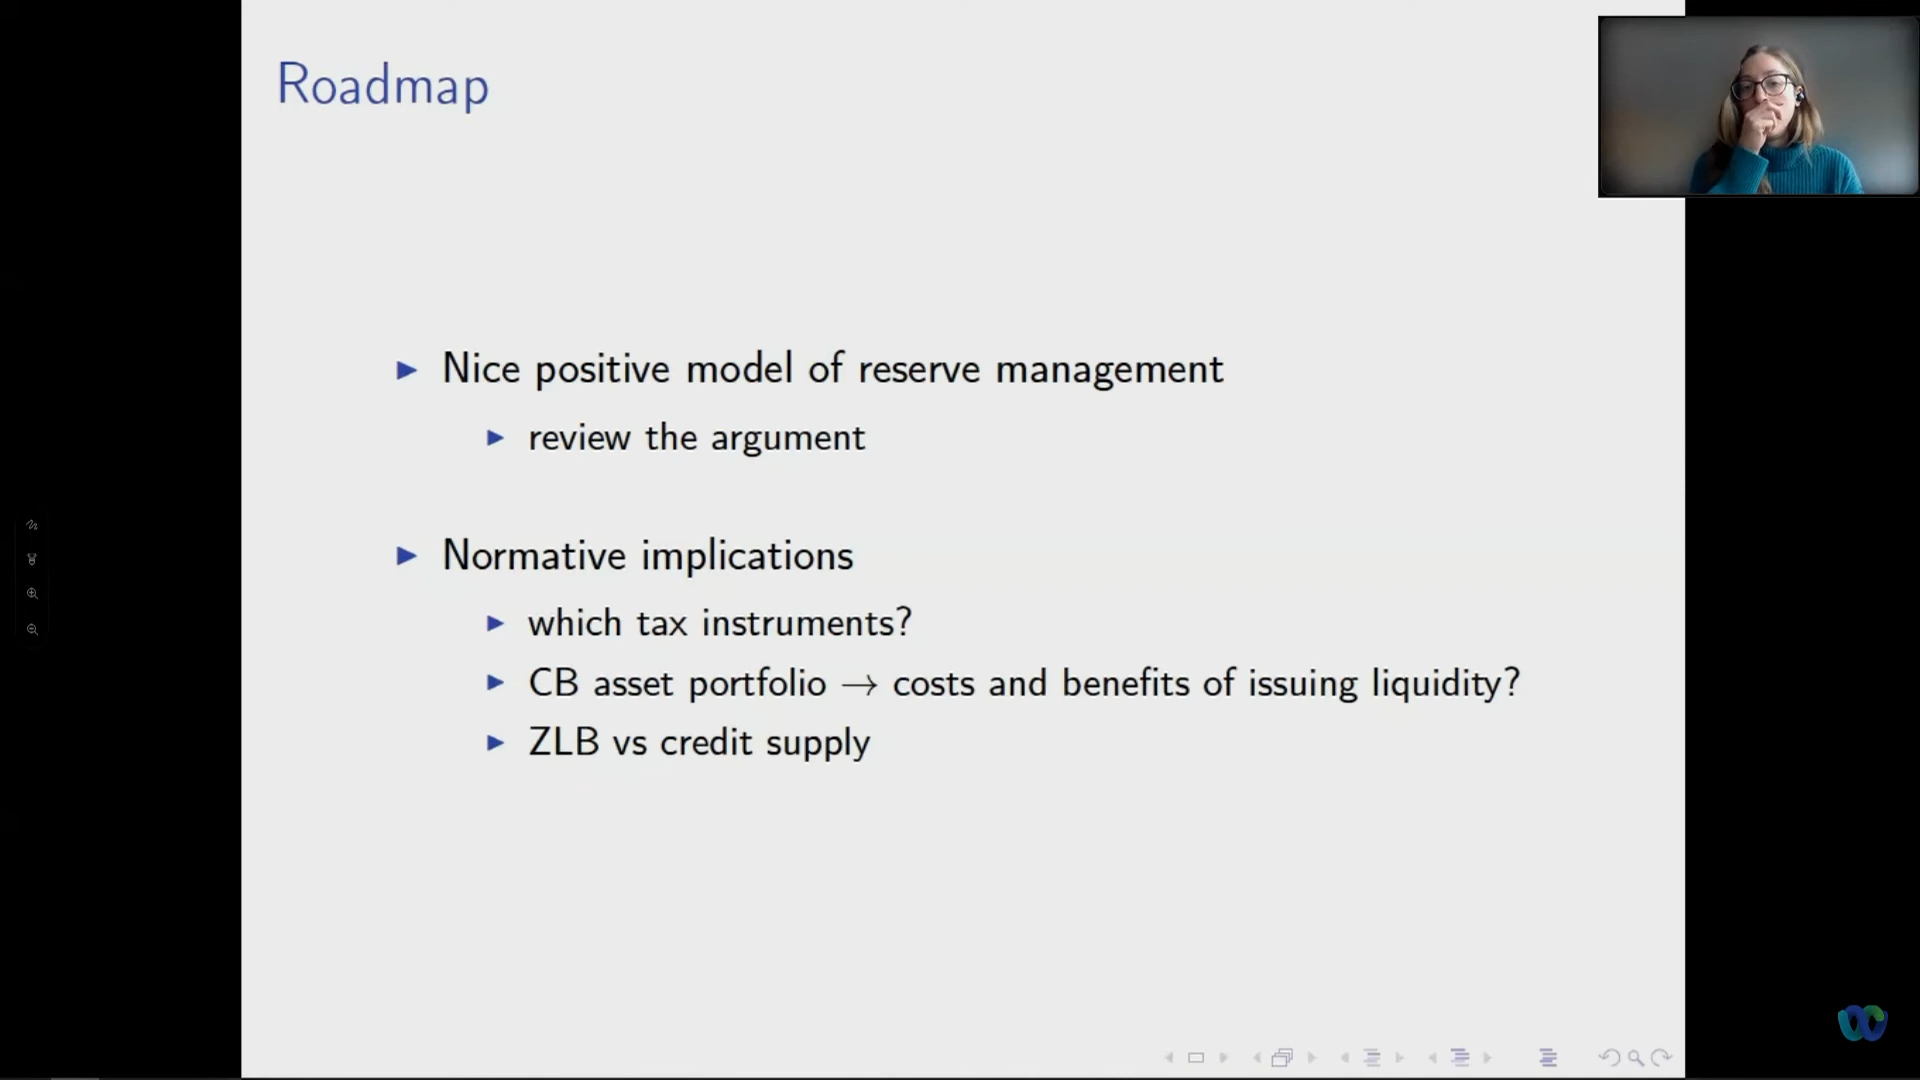 Roadmap
Nice positive model of reserve management
review the argument
Normative implications
which tax instruments?
CB asset portfolio → costs and benefits of issuing liquidity?
ZLB vs credit supply